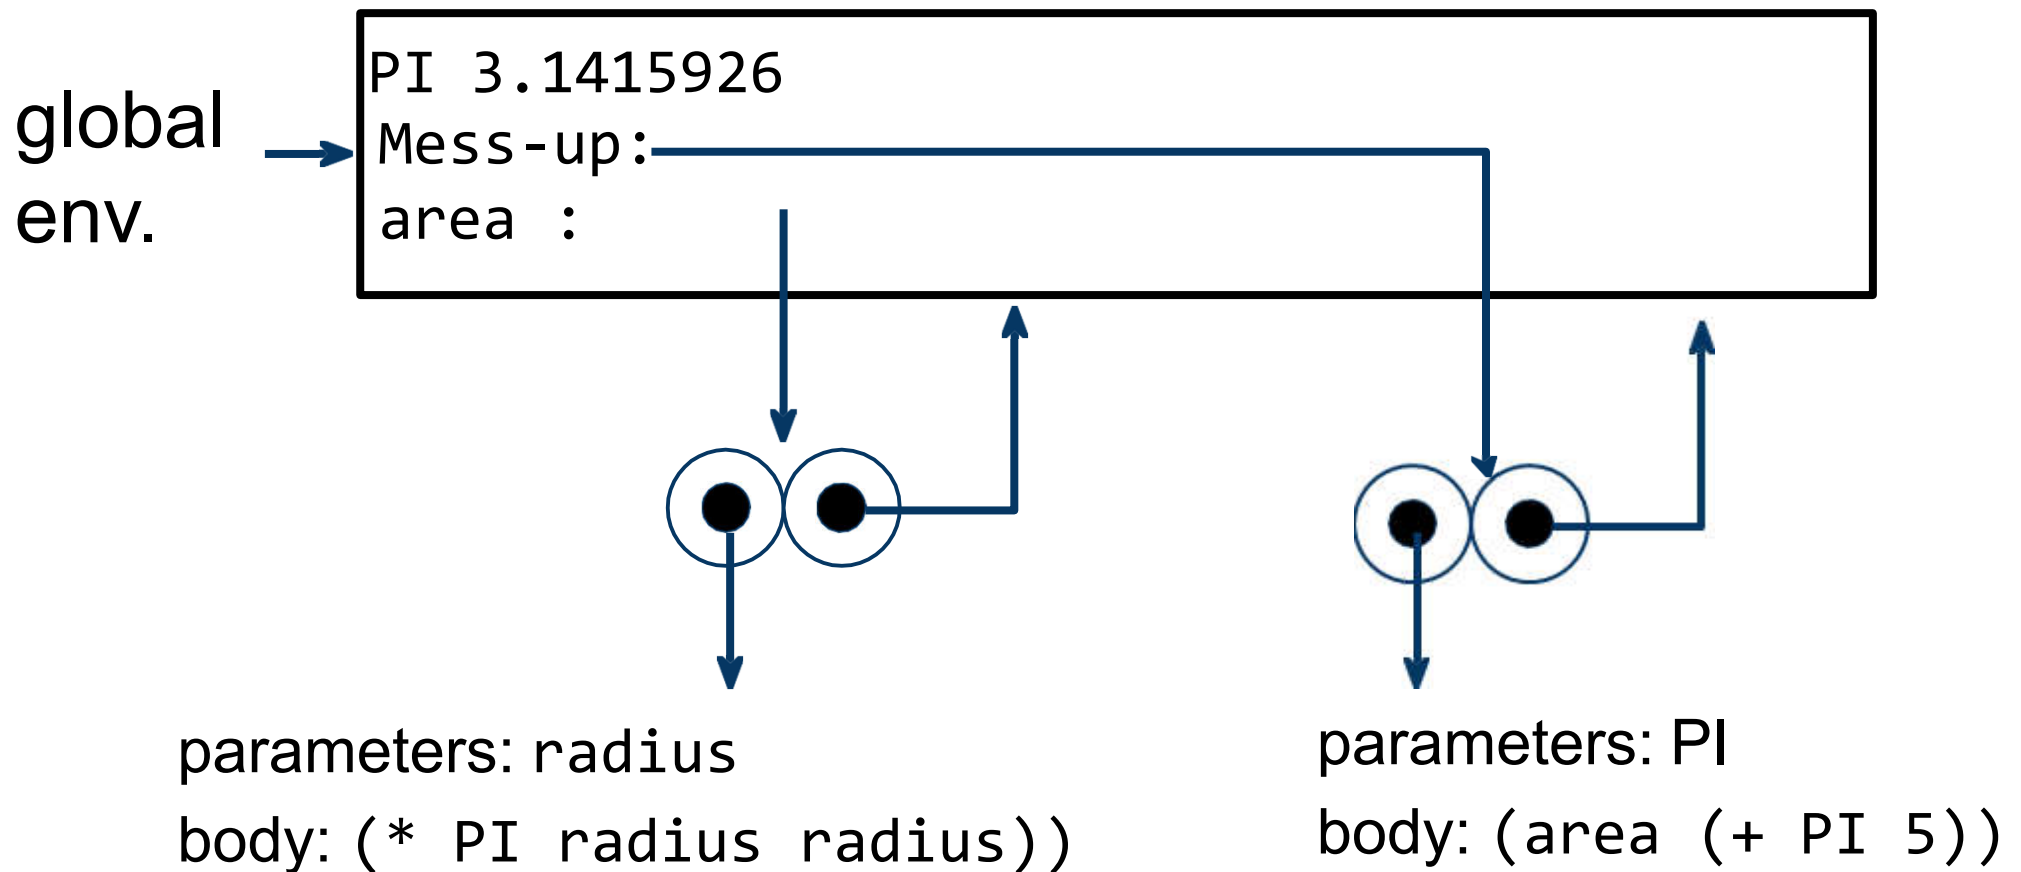 global
env.
PI 3.1415926
Mess-up:
area :
parameters: radius
body: (* PI radius radius))
parameters: PI
body: (area (+ PI 5))